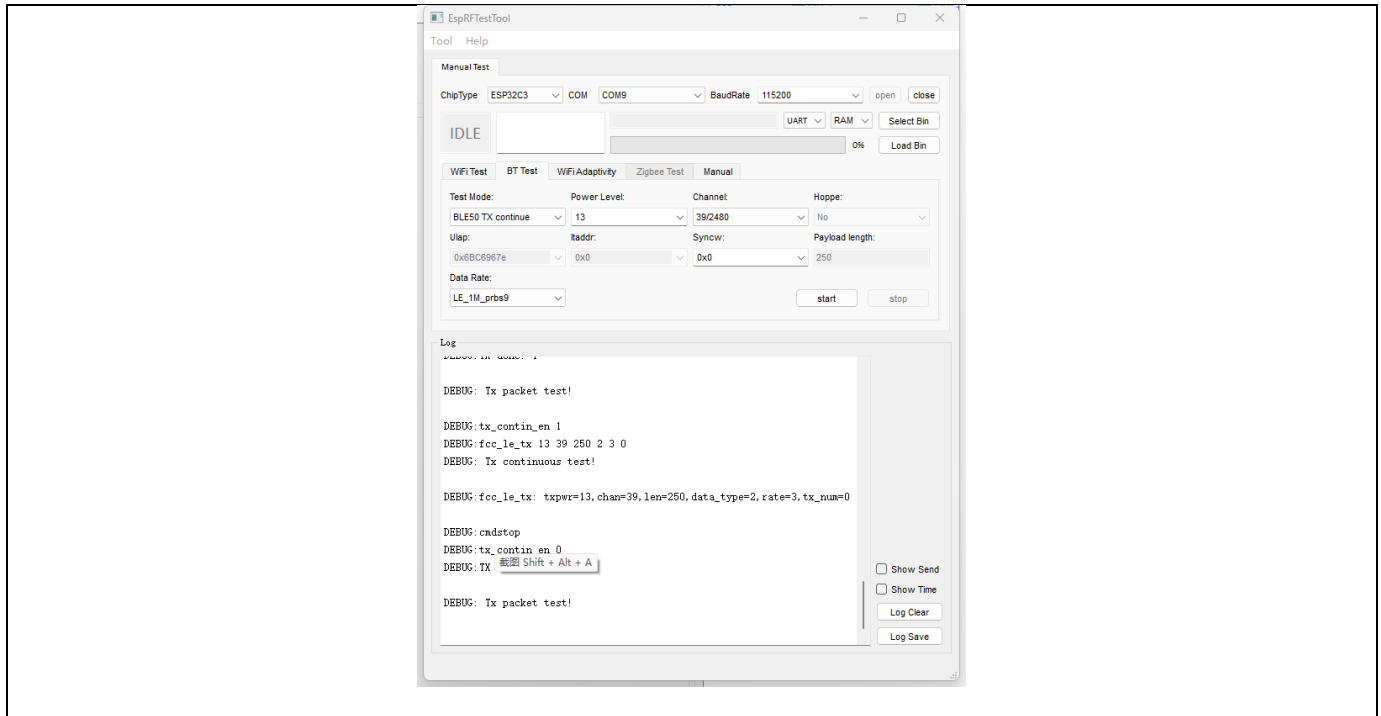 EspRFTestTool
Tool Help
Manual Test
ChipType ESP32C3 COM COM9 BaudRate 115200 open close
IDLE UART RAM Select Bin
0% Load Bin
WiFi Test BT Test WiFi Adaptivity Zigbee Test Manual
Test Mode: Power Level: Channel: Hoppe:
BLE50 TX continue 13 39/2480 No
Ulap: ltaddr: Syncw: Payload length:
0x6BC6967e 0x0 0x0 250
Data Rate:
LE_1M_prbs9 start stop
Log
DEBUG: Tx packet test!
DEBUG:tx_contin_en 1
DEBUG:fcc_le_tx 13 39 250 2 3 0
DEBUG: Tx continuous test!
DEBUG:fcc_le_tx: txpwr=13,chan=39,len=250,data_type=2,rate=3,tx_num=0
DEBUG:cmdstop
DEBUG:tx_contin en 0
DEBUG:TX 截图 Shift + Alt + A
Show Send
Show Time
DEBUG: Tx packet test!
Log Clear
Log Save